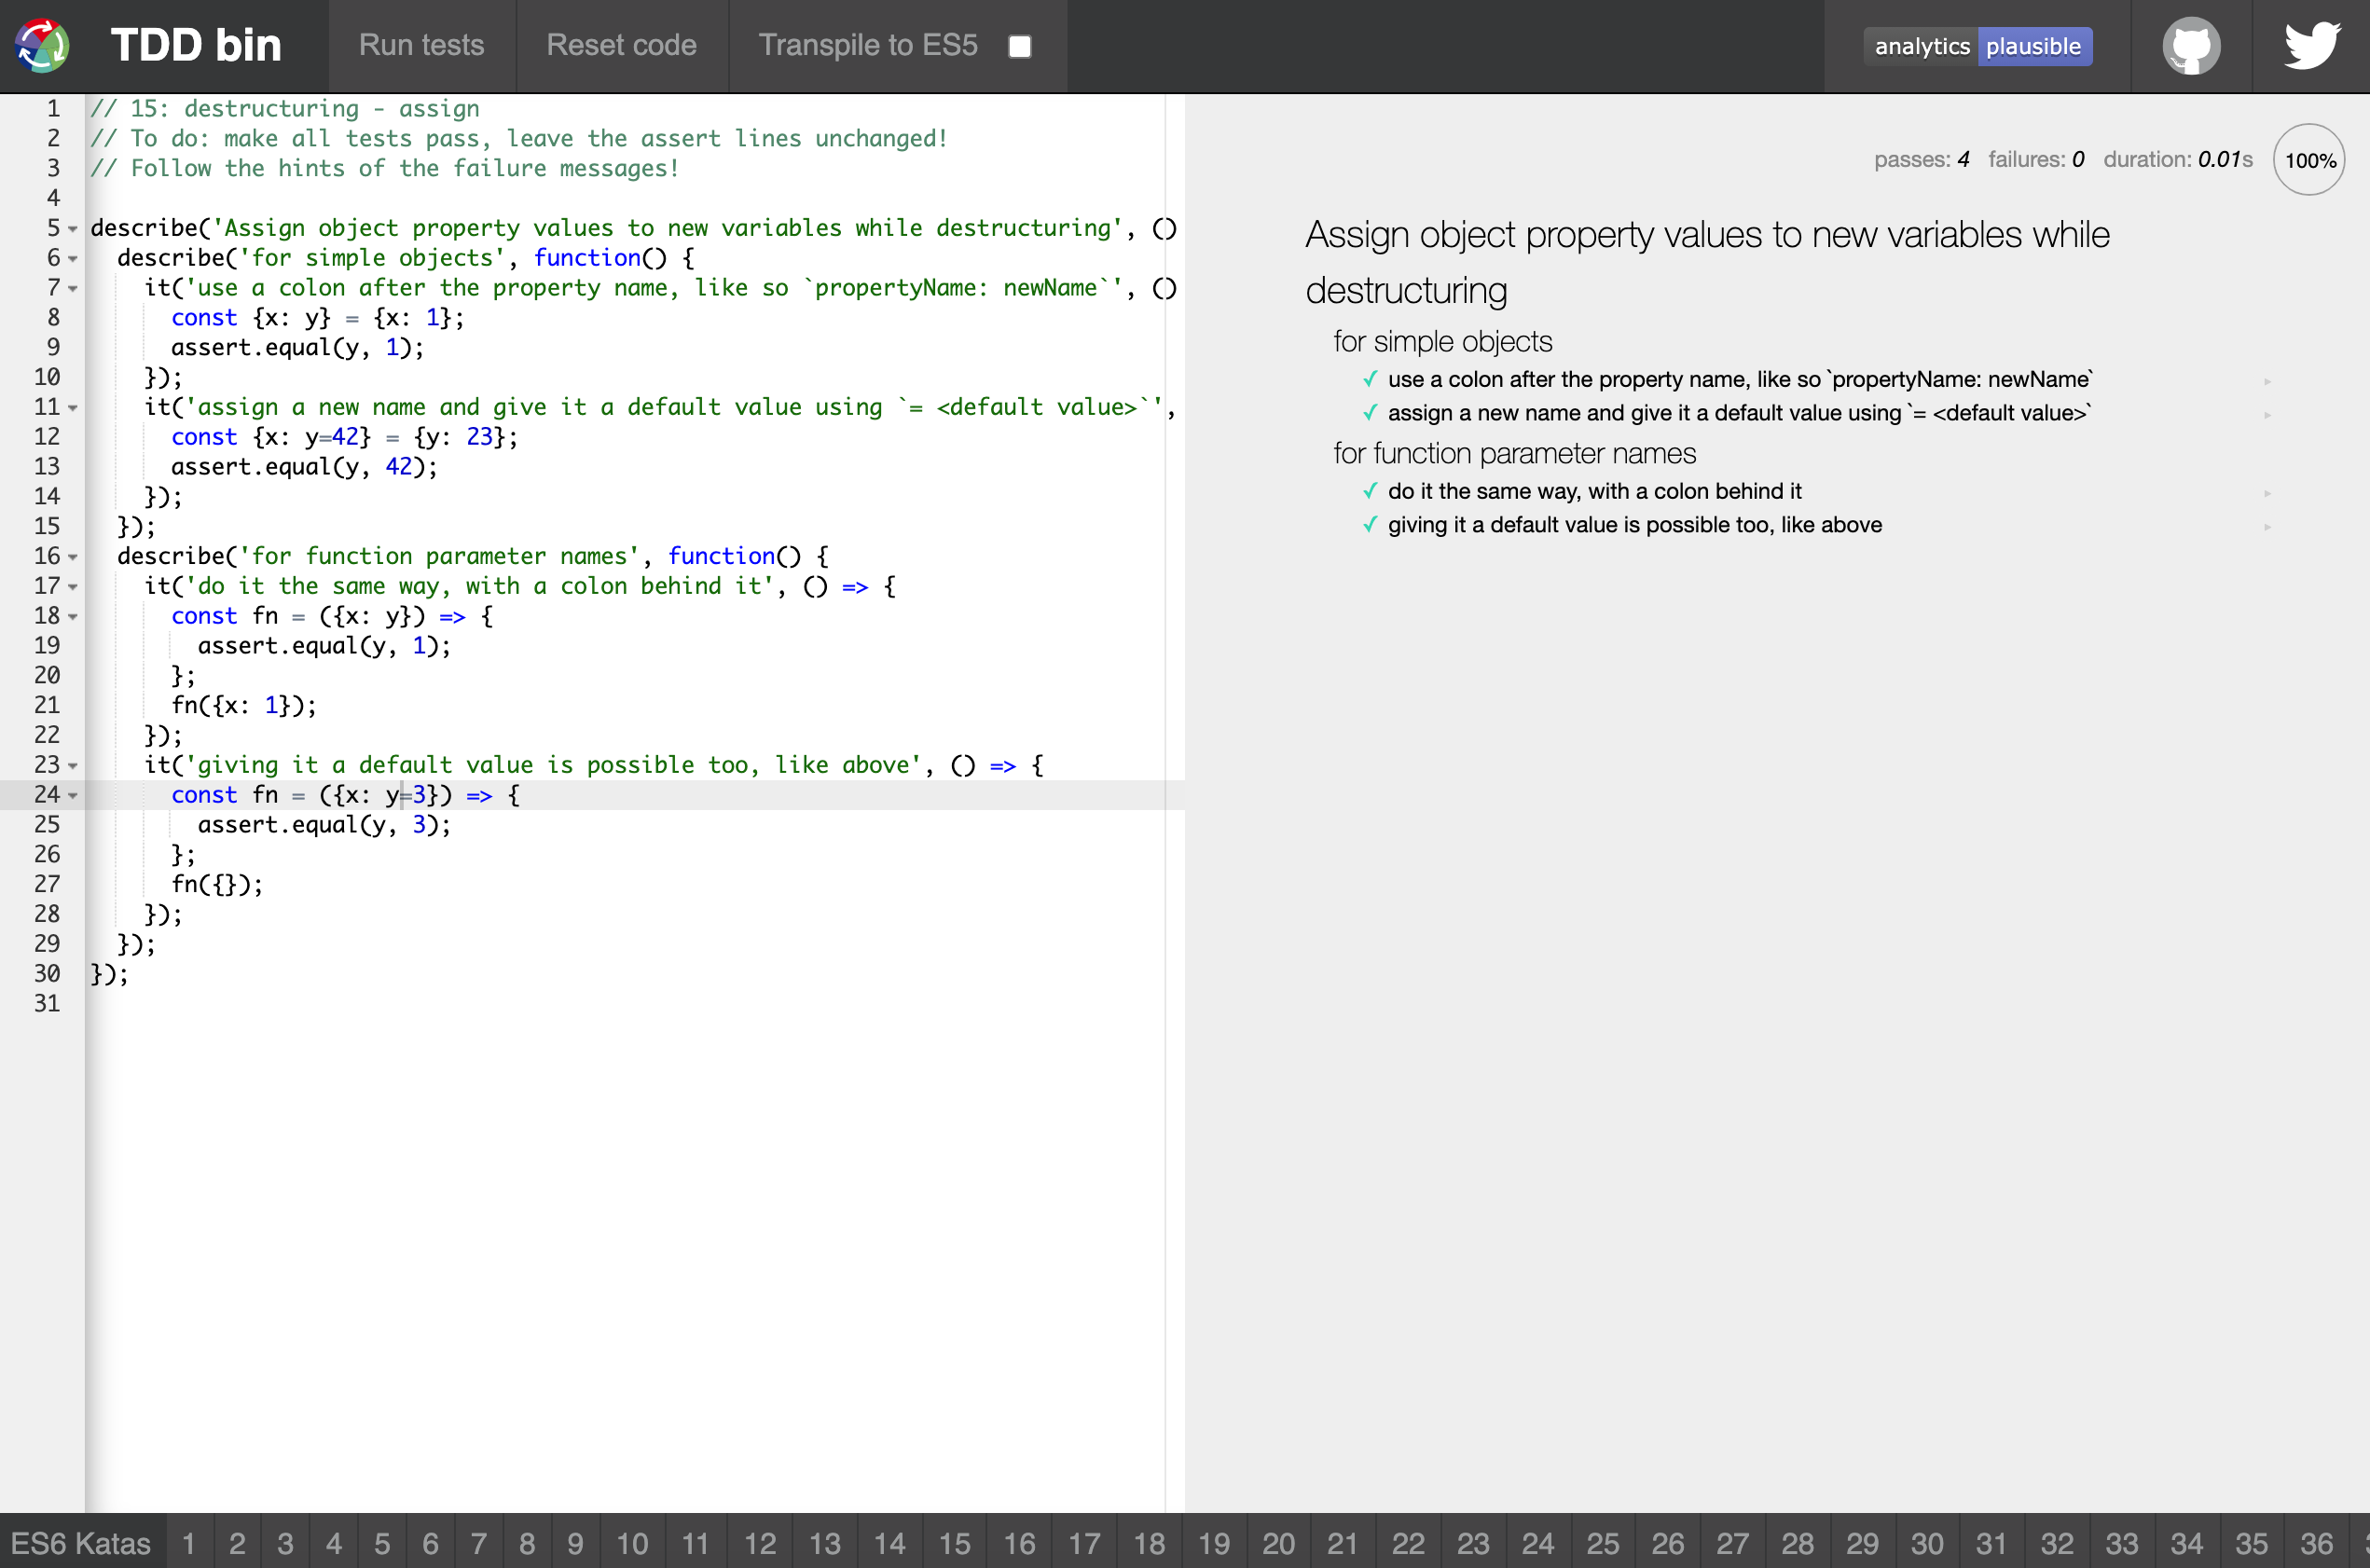 TDD bin
Run tests
Reset code
Transpile to ES5
analytics plausible
1 // 15: destructuring - assign
2 // To do: make all tests pass, leave the assert lines unchanged!
3 // Follow the hints of the failure messages!
4
5 describe('Assign object property values to new variables while destructuring', ()
6 describe('for simple objects', function() {
7 it('use a colon after the property name, like so `propertyName: newName`', ()
8 const {x: y} = {x: 1};
9 assert.equal(y, 1);
10 });
11 it('assign a new name and give it a default value using `= <default value>`',
12 const {x: y=42} = {y: 23};
13 assert.equal(y, 42);
14 });
15 });
16 describe('for function parameter names', function() {
17 it('do it the same way, with a colon behind it', () => {
18 const fn = ({x: y}) => {
19 assert.equal(y, 1);
20 };
21 fn({x: 1});
22 });
23 it('giving it a default value is possible too, like above', () => {
24 const fn = ({x: y=3}) => {
25 assert.equal(y, 3);
26 };
27 fn({});
28 });
29 });
30 });
31
passes: 4 failures: 0 duration: 0.01s 100%
Assign object property values to new variables while
destructuring
for simple objects
✓ use a colon after the property name, like so `propertyName: newName`
✓ assign a new name and give it a default value using `= <default value>`
for function parameter names
✓ do it the same way, with a colon behind it
✓ giving it a default value is possible too, like above
ES6 Katas 1 2 3 4 5 6 7 8 9 10 11 12 13 14 15 16 17 18 19 20 21 22 23 24 25 26 27 28 29 30 31 32 33 34 35 36